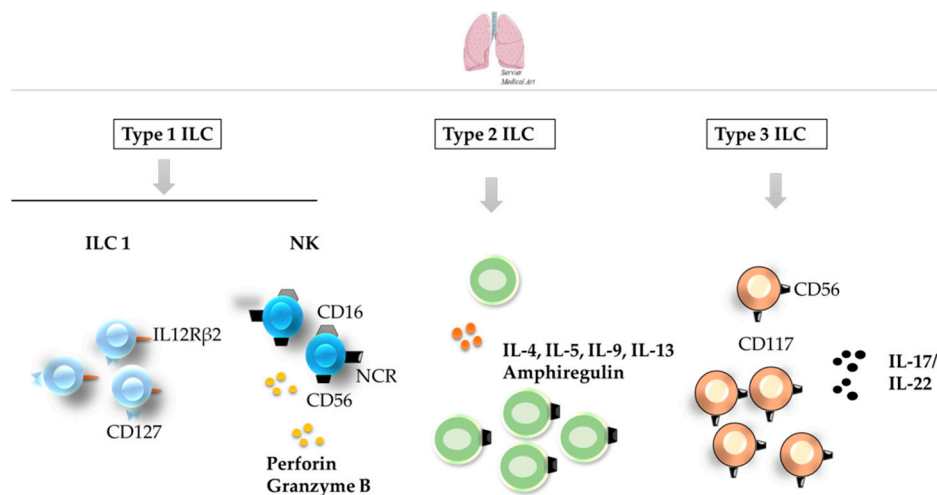 Servier
Medical Art
Type 1 ILC
Type 2 ILC
Type 3 ILC
ILC 1
NK
CD16
IL12Rβ2
NCR
CD56
CD127
Perforin
Granzyme B
IL-4, IL-5, IL-9, IL-13
Amphiregulin
CD56
CD117
IL-17/
IL-22